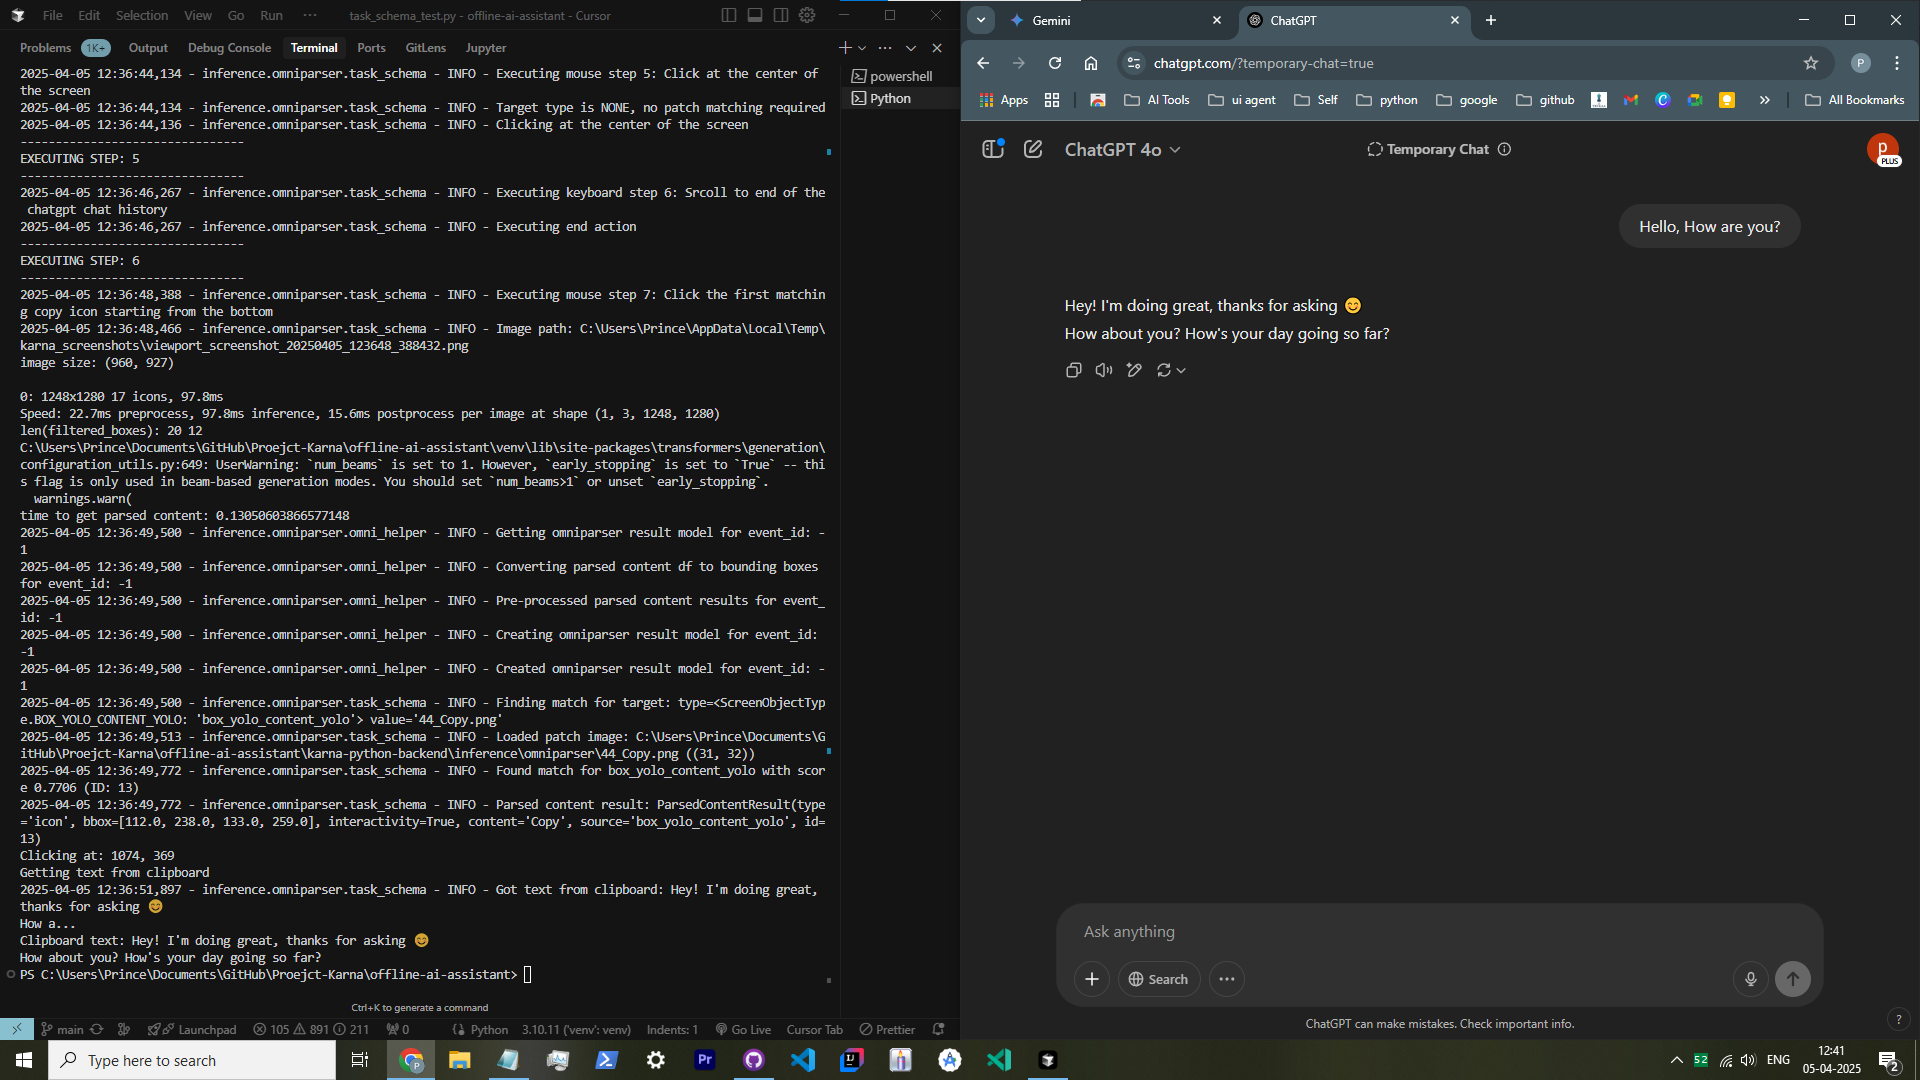 File Edit Selection View Go Run ··· task_schema_test.py - offline-ai-assistant - Cursor
Problems 1K+ Output Debug Console Terminal Ports GitLens Jupyter
2025-04-05 12:36:44,134 - inference.omniparser.task_schema - INFO - Executing mouse step 5: Click at the center of
the screen
2025-04-05 12:36:44,134 - inference.omniparser.task_schema - INFO - Target type is NONE, no patch matching required
2025-04-05 12:36:44,136 - inference.omniparser.task_schema - INFO - Clicking at the center of the screen
--------------------------------
EXECUTING STEP: 5
--------------------------------
2025-04-05 12:36:46,267 - inference.omniparser.task_schema - INFO - Executing keyboard step 6: Srcoll to end of the
chatgpt chat history
2025-04-05 12:36:46,267 - inference.omniparser.task_schema - INFO - Executing end action
--------------------------------
EXECUTING STEP: 6
--------------------------------
2025-04-05 12:36:48,388 - inference.omniparser.task_schema - INFO - Executing mouse step 7: Click the first matchin
g copy icon starting from the bottom
2025-04-05 12:36:48,466 - inference.omniparser.task_schema - INFO - Image path: C:\Users\Prince\AppData\Local\Temp\
karna_screenshots\viewport_screenshot_20250405_123648_388432.png
image size: (960, 927)
0: 1248x1280 17 icons, 97.8ms
Speed: 22.7ms preprocess, 97.8ms inference, 15.6ms postprocess per image at shape (1, 3, 1248, 1280)
len(filtered_boxes): 20 12
C:\Users\Prince\Documents\GitHub\Proejct-Karna\offline-ai-assistant\venv\lib\site-packages\transformers\generation\
configuration_utils.py:649: UserWarning: `num_beams` is set to 1. However, `early_stopping` is set to `True` -- thi
s flag is only used in beam-based generation modes. You should set `num_beams>1` or unset `early_stopping`.
warnings.warn(
time to get parsed content: 0.13050603866577148
2025-04-05 12:36:49,500 - inference.omniparser.omni_helper - INFO - Getting omniparser result model for event_id: -
1
2025-04-05 12:36:49,500 - inference.omniparser.omni_helper - INFO - Converting parsed content df to bounding boxes
for event_id: -1
2025-04-05 12:36:49,500 - inference.omniparser.omni_helper - INFO - Pre-processed parsed content results for event_
id: -1
2025-04-05 12:36:49,500 - inference.omniparser.omni_helper - INFO - Creating omniparser result model for event_id:
-1
2025-04-05 12:36:49,500 - inference.omniparser.omni_helper - INFO - Created omniparser result model for event_id: -
1
2025-04-05 12:36:49,500 - inference.omniparser.task_schema - INFO - Finding match for target: type=<ScreenObjectTyp
e.BOX_YOLO_CONTENT_YOLO: 'box_yolo_content_yolo'> value='44_Copy.png'
2025-04-05 12:36:49,513 - inference.omniparser.task_schema - INFO - Loaded patch image: C:\Users\Prince\Documents\G
itHub\Proejct-Karna\offline-ai-assistant\karna-python-backend\inference\omniparser\44_Copy.png ((31, 32))
2025-04-05 12:36:49,772 - inference.omniparser.task_schema - INFO - Found match for box_yolo_content_yolo with scor
e 0.7706 (ID: 13)
2025-04-05 12:36:49,772 - inference.omniparser.task_schema - INFO - Parsed content result: ParsedContentResult(type
='icon', bbox=[112.0, 238.0, 133.0, 259.0], interactivity=True, content='Copy', source='box_yolo_content_yolo', id=
13)
Clicking at: 1074, 369
Getting text from clipboard
2025-04-05 12:36:51,897 - inference.omniparser.task_schema - INFO - Got text from clipboard: Hey! I'm doing great,
thanks for asking 😊
How a...
Clipboard text: Hey! I'm doing great, thanks for asking 😊
How about you? How's your day going so far?
PS C:\Users\Prince\Documents\GitHub\Proejct-Karna\offline-ai-assistant>
Ctrl+K to generate a command
powershell
Python
main Launchpad 105 891 211 0 Python 3.10.11 ('venv': venv) Indents: 1 Go Live Cursor Tab Prettier
Gemini ChatGPT
chatgpt.com/?temporary-chat=true P
Apps AI Tools ui agent Self python google github » All Bookmarks
ChatGPT 4o Temporary Chat p
PLUS
Hello, How are you?
Hey! I'm doing great, thanks for asking 😊
How about you? How's your day going so far?
Ask anything
Search
ChatGPT can make mistakes. Check important info. ?
Type here to search P Pr 52 ENG 12:41
05-04-2025 2